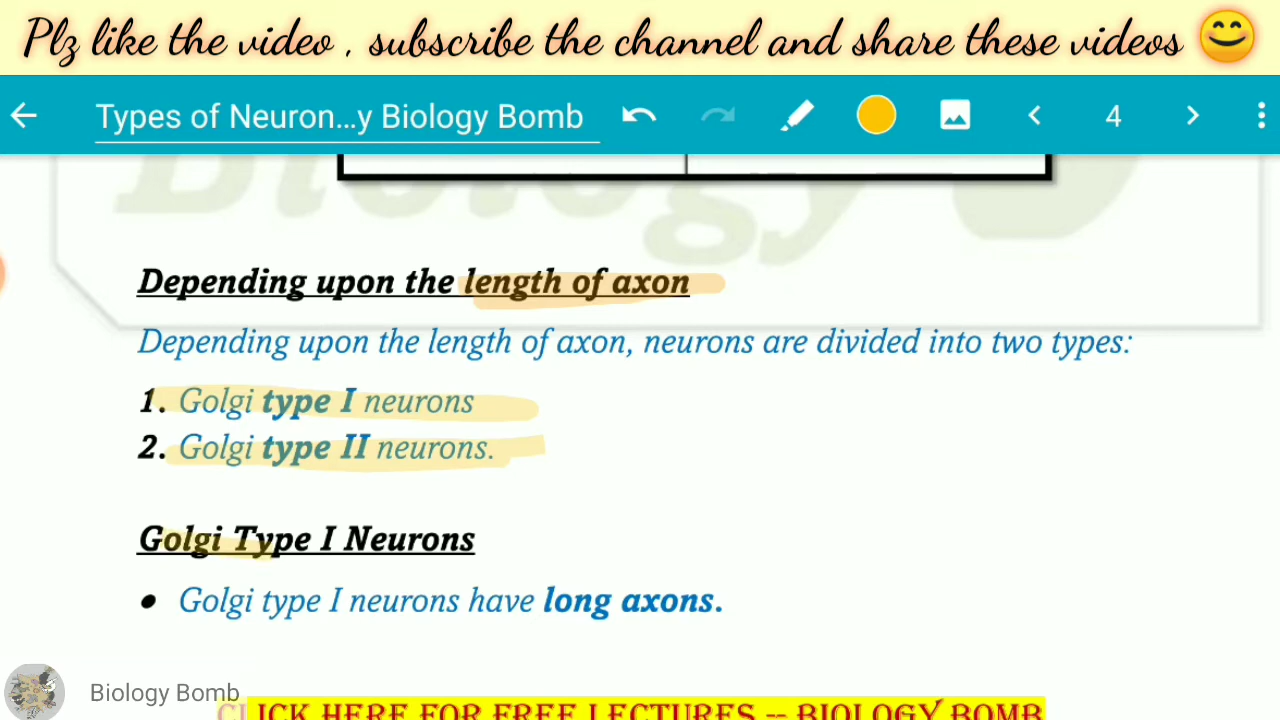 Plz like the video , subscribe the channel and share these videos 😊
Types of Neuron...y Biology Bomb
4
Biology
Depending upon the length of axon
Depending upon the length of axon, neurons are divided into two types:
1. Golgi type I neurons
2. Golgi type II neurons.
Golgi Type I Neurons
● Golgi type I neurons have long axons.
Biology Bomb
CLICK HERE FOR FREE LECTURES -- BIOLOGY BOMB